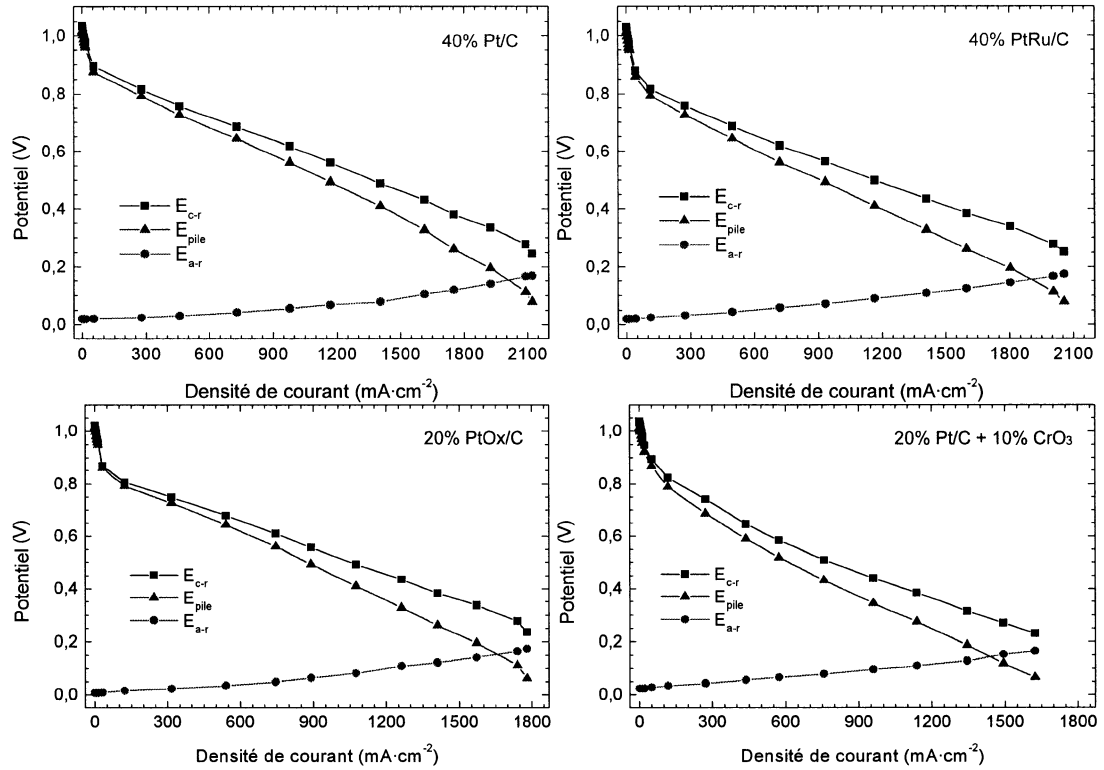 40% Pt/C
Potentiel (V)
1,0
0,8
0,6
0,4
0,2
0,0
E c-r
E pile
E a-r
0 300 600 900 1200 1500 1800 2100
Densité de courant (mA·cm-2)
40% PtRu/C
Potentiel (V)
1,0
0,8
0,6
0,4
0,2
0,0
E c-r
E pile
E a-r
0 300 600 900 1200 1500 1800 2100
Densité de courant (mA·cm-2)
20% PtOx/C
Potentiel (V)
1,0
0,8
0,6
0,4
0,2
0,0
E c-r
E pile
E a-r
0 300 600 900 1200 1500 1800
Densité de courant (mA·cm-2)
20% Pt/C + 10% CrO3
Potentiel (V)
1,0
0,8
0,6
0,4
0,2
0,0
E c-r
E pile
E a-r
0 300 600 900 1200 1500 1800
Densité de courant (mA·cm-2)